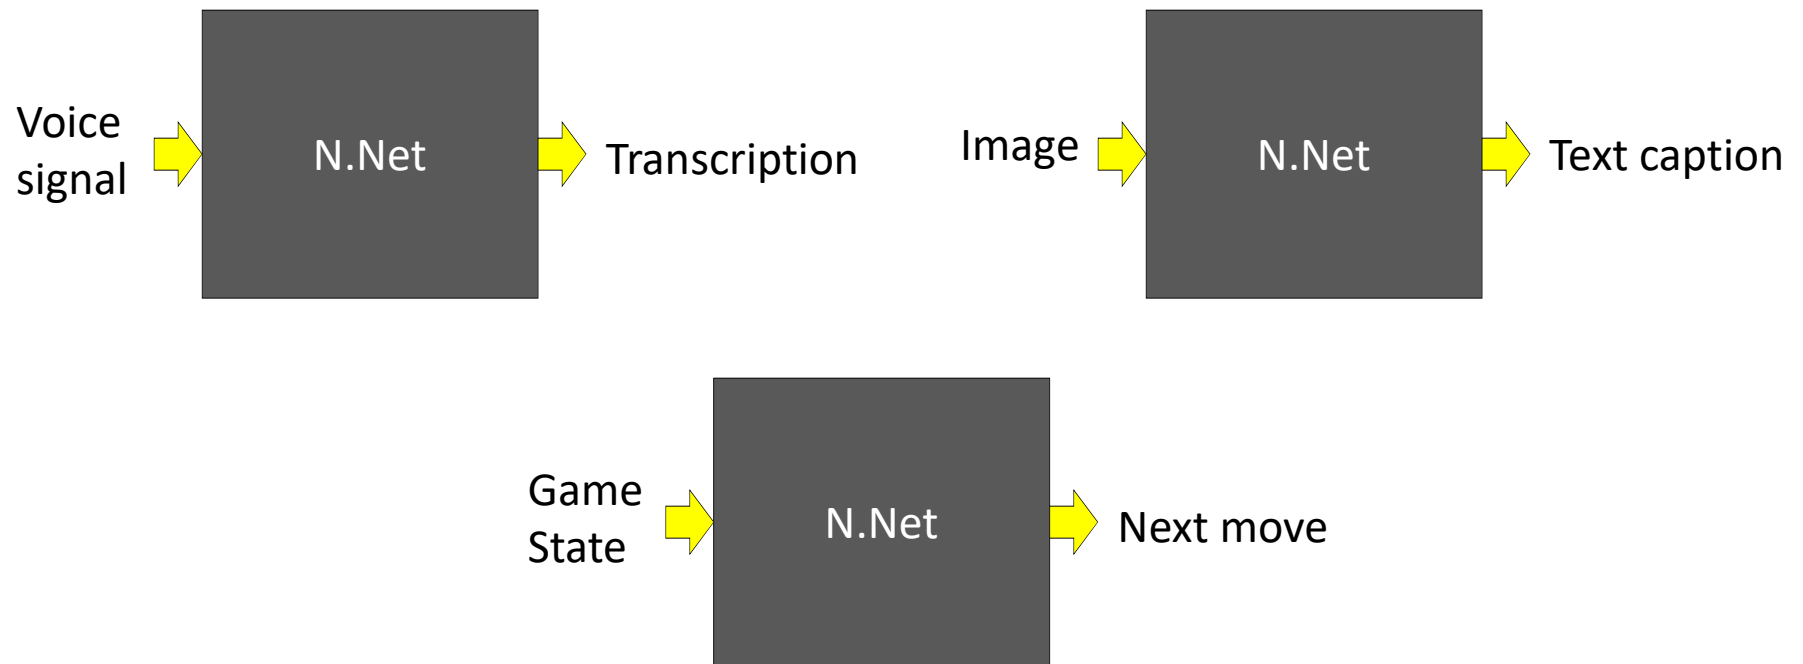 Voice
signal
N.Net
Transcription
Image
N.Net
Text caption
Game
State
N.Net
Next move